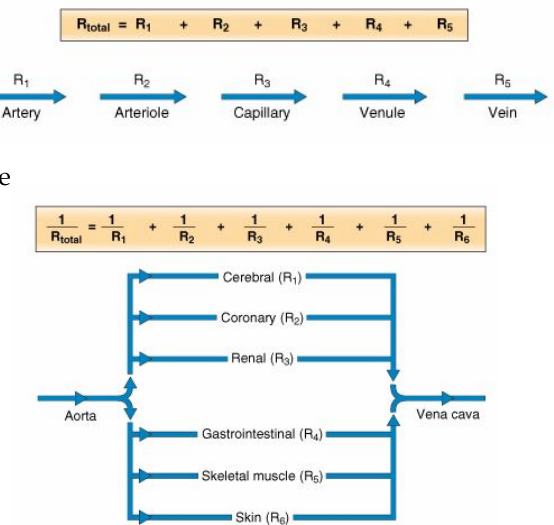 R_total = R₁ + R₂ + R₃ + R₄ + R₅
R₁ R₂ R₃ R₄ R₅
Artery Arteriole Capillary Venule Vein
e
1/R_total = 1/R₁ + 1/R₂ + 1/R₃ + 1/R₄ + 1/R₅ + 1/R₆
Cerebral (R₁)
Coronary (R₂)
Renal (R₃)
Aorta Vena cava
Gastrointestinal (R₄)
Skeletal muscle (R₅)
Skin (R₆)